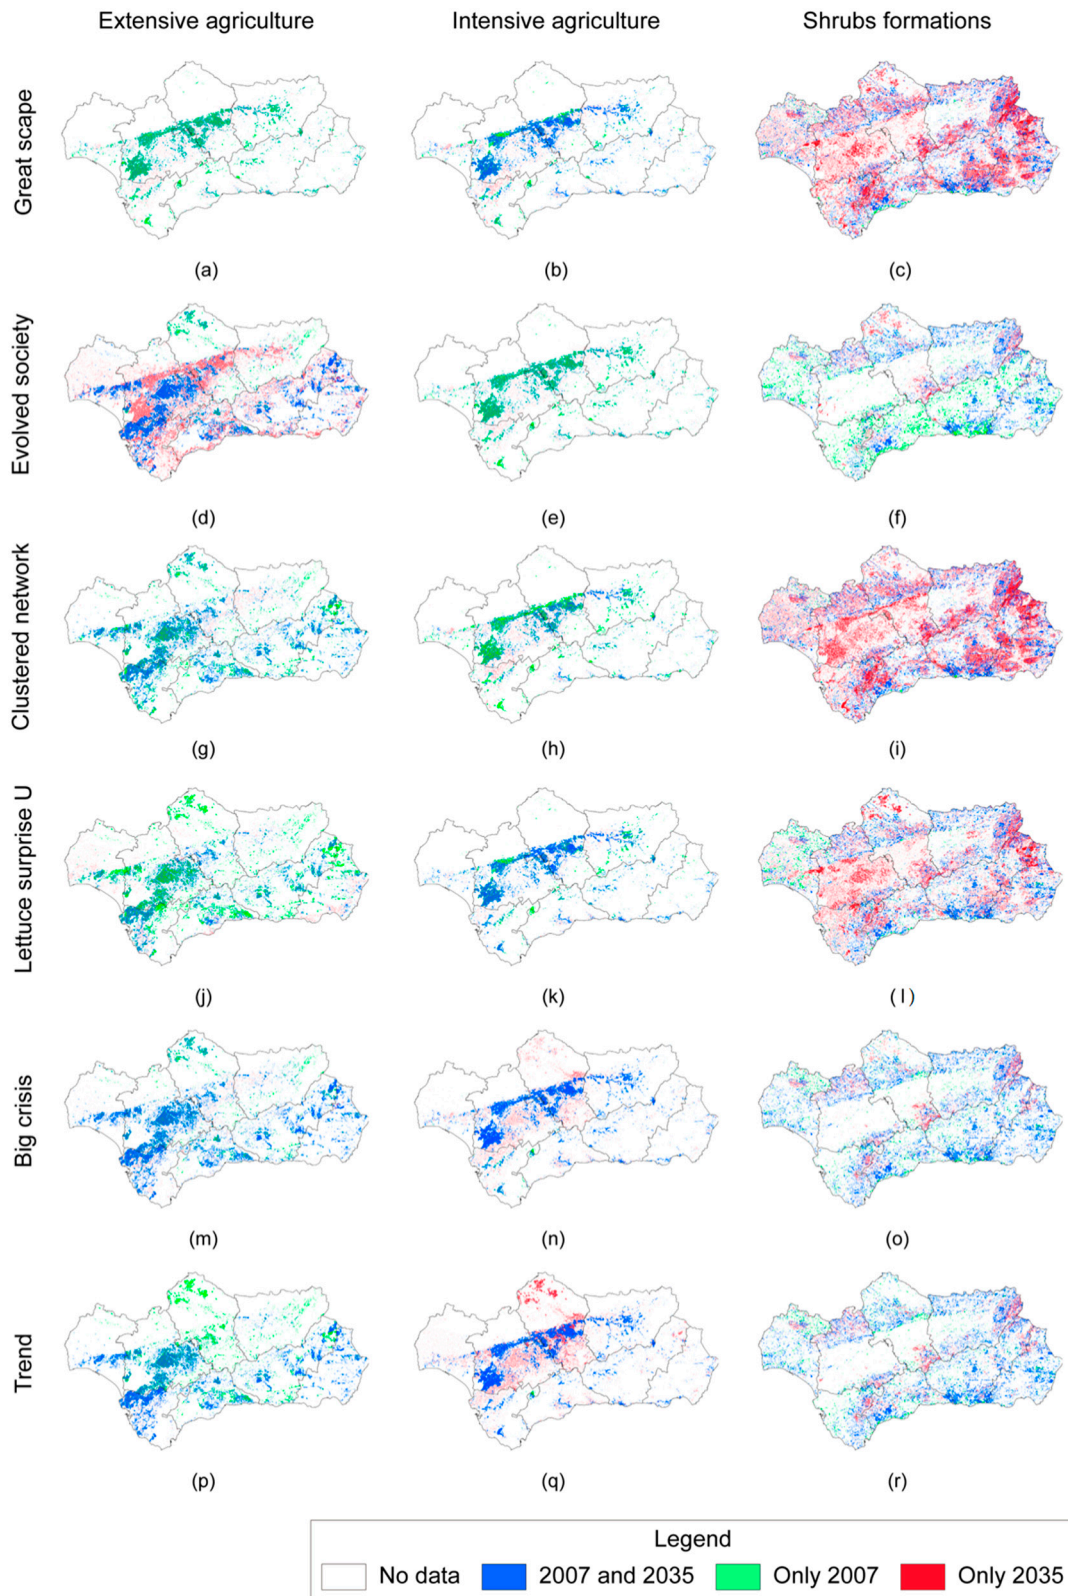 Extensive agriculture Intensive agriculture Shrubs formations
Great scape
(a) (b) (c)
Evolved society
(d) (e) (f)
Clustered network
(g) (h) (i)
Lettuce surprise U
(j) (k) (l)
Big crisis
(m) (n) (o)
Trend
(p) (q) (r)
Legend
No data 2007 and 2035 Only 2007 Only 2035